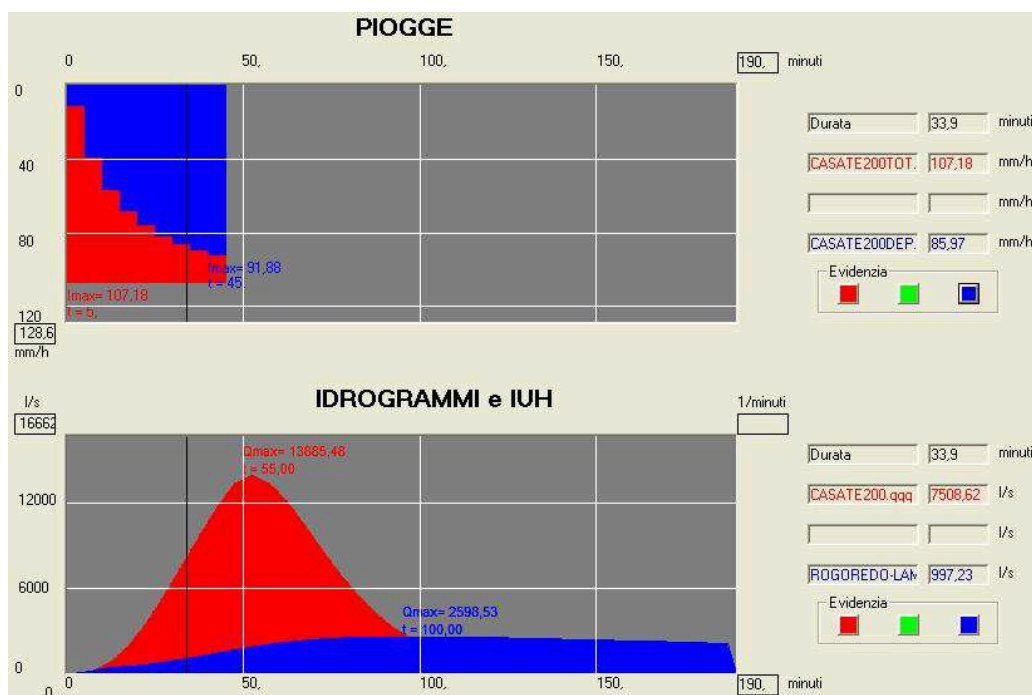 PIOGGE
0 50, 100, 150, 190, minuti
0
40
80
120
128,6
mm/h
Imax= 91,88
t = 45,
Imax= 107,18
t = 5,
Durata 33,9 minuti
CASATE200TOT. 107,18 mm/h
mm/h
CASATE200DEP. 85,97 mm/h
Evidenzia
IDROGRAMMI e IUH
l/s
16662
1/minuti
12000
6000
0
0
Qmax= 13885,48
t = 55,00
Qmax= 2598,53
t = 100,00
0 50, 100, 150, 190, minuti
Durata 33,9 minuti
CASATE200.qqq 7508,62 l/s
l/s
ROGOREDO-LAM 997,23 l/s
Evidenzia